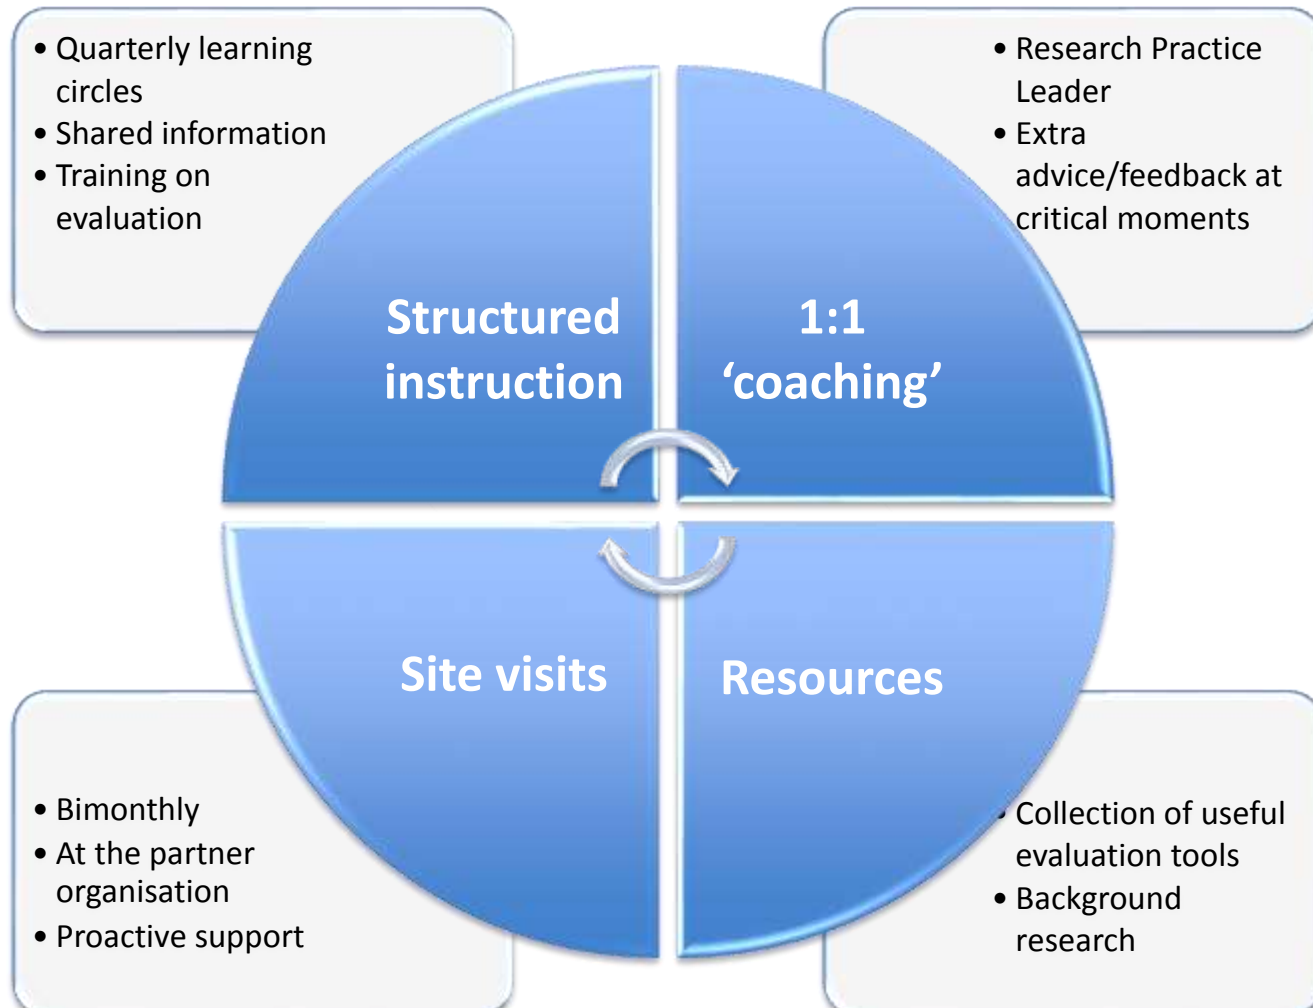 • Quarterly learning
circles
• Shared information
• Training on
evaluation
• Research Practice
Leader
• Extra
advice/feedback at
critical moments
Structured
instruction
1:1
‘coaching’
Site visits
Resources
• Bimonthly
• At the partner
organisation
• Proactive support
• Collection of useful
evaluation tools
• Background
research